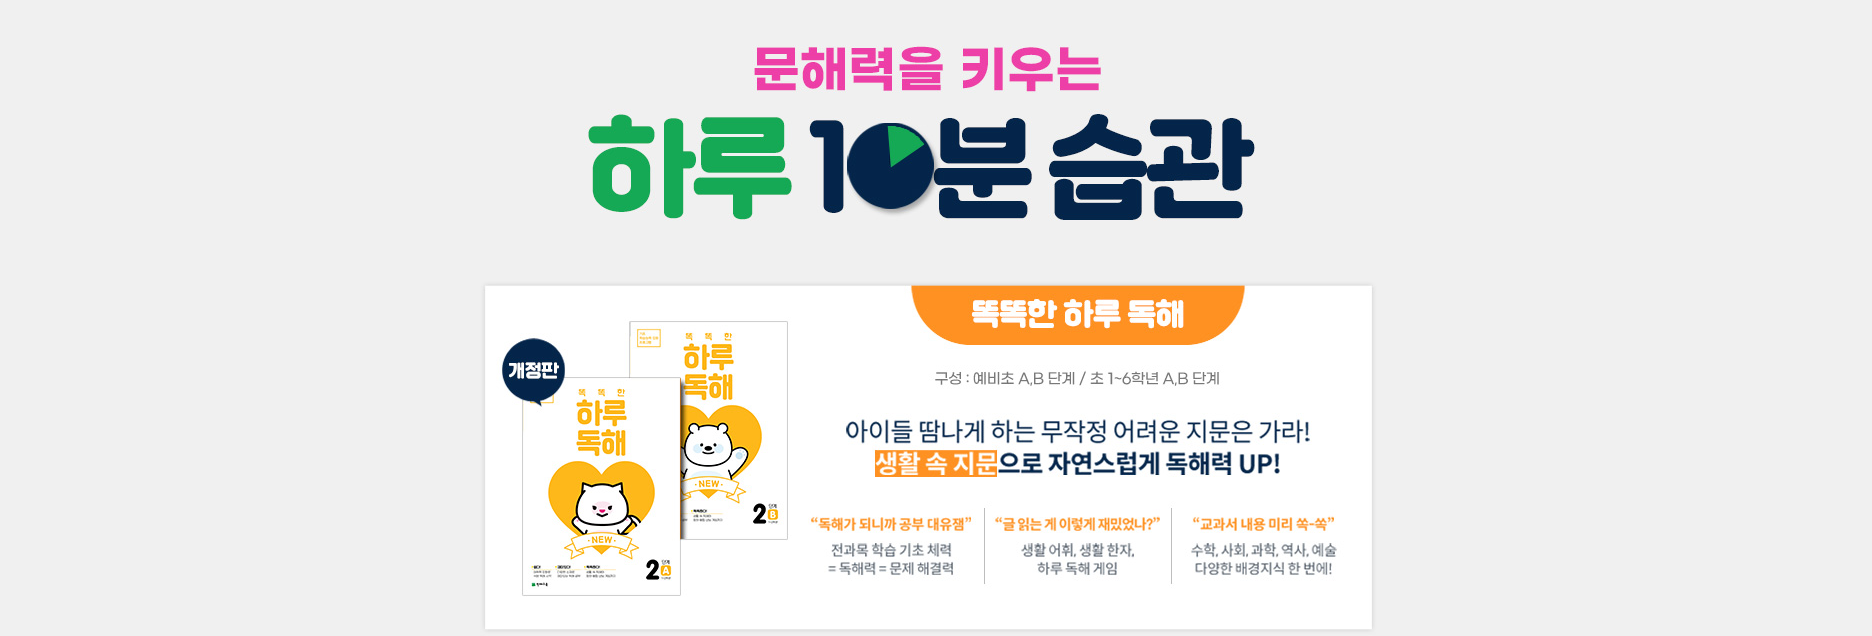 문해력을 키우는
하루 10분 습관
똑똑한 하루 독해
개정판
똑똑한
하루
독해
NEW
2 단계 B
똑똑한
하루
독해
NEW
2 단계 A
구성 : 예비초 A,B 단계 / 초 1~6학년 A,B 단계
아이들 땀나게 하는 무작정 어려운 지문은 가라!
생활 속 지문으로 자연스럽게 독해력 UP!
“독해가 되니까 공부 대유잼”
전과목 학습 기초 체력
= 독해력 = 문제 해결력
“글 읽는 게 이렇게 재밌었나?”
생활 어휘, 생활 한자,
하루 독해 게임
“교과서 내용 미리 쏙-쏙”
수학, 사회, 과학, 역사, 예술
다양한 배경지식 한 번에!